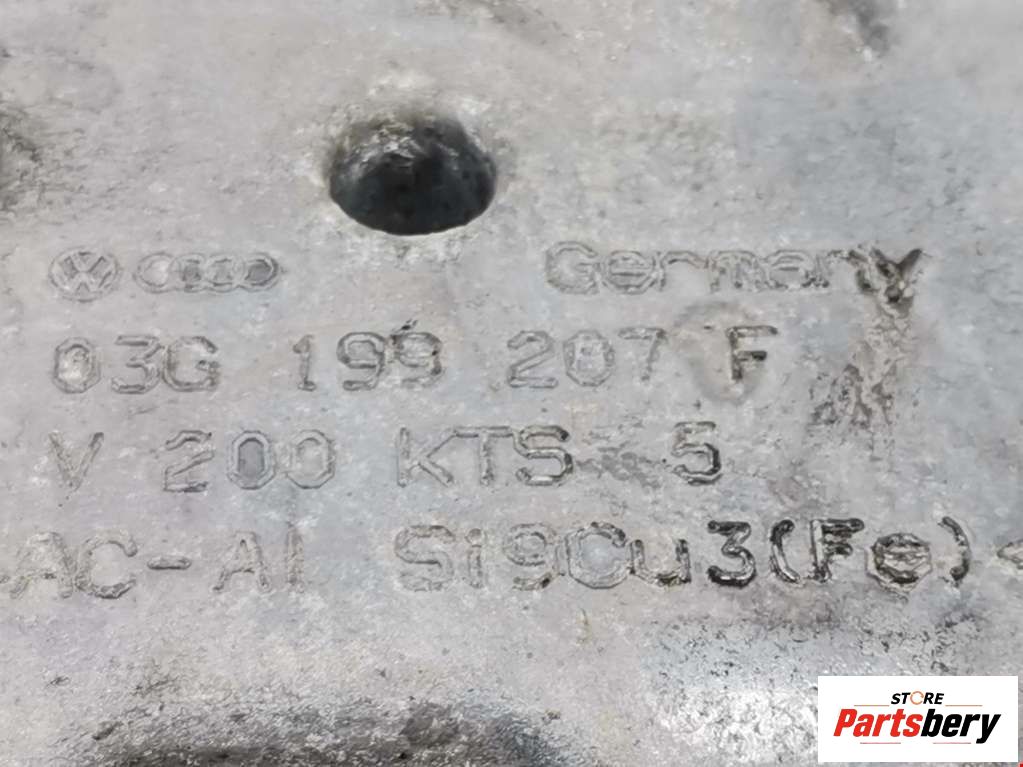 Germany
03G 199 207 F
V 200 KTS 5
AC-Al Si9Cu3(Fe)
STORE
Partsbery